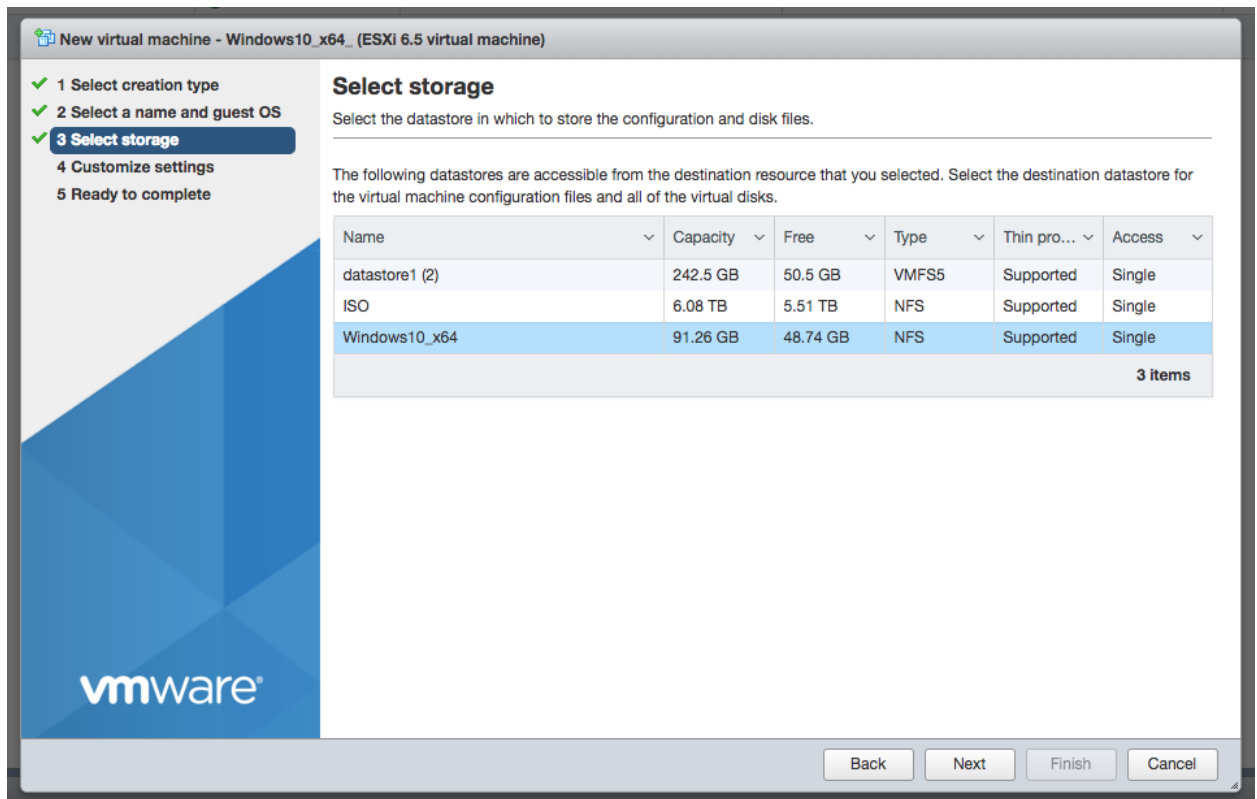 New virtual machine - Windows10_x64_ (ESXi 6.5 virtual machine)
1 Select creation type
2 Select a name and guest OS
3 Select storage
4 Customize settings
5 Ready to complete
vmware®
Select storage
Select the datastore in which to store the configuration and disk files.
The following datastores are accessible from the destination resource that you selected. Select the destination datastore for
the virtual machine configuration files and all of the virtual disks.
Name Capacity Free Type Thin pro... Access
datastore1 (2) 242.5 GB 50.5 GB VMFS5 Supported Single
ISO 6.08 TB 5.51 TB NFS Supported Single
Windows10_x64 91.26 GB 48.74 GB NFS Supported Single
3 items
Back Next Finish Cancel